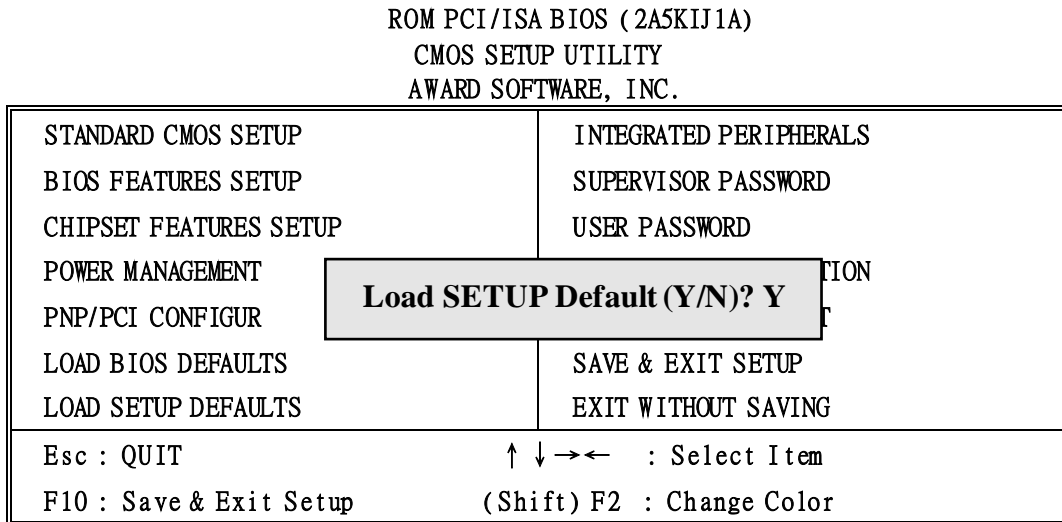 ROM PCI/ISA BIOS (2A5KIJ1A)
CMOS SETUP UTILITY
AWARD SOFTWARE, INC.
STANDARD CMOS SETUP
INTEGRATED PERIPHERALS
BIOS FEATURES SETUP
SUPERVISOR PASSWORD
CHIPSET FEATURES SETUP
USER PASSWORD
POWER MANAGEMENT
TION
Load SETUP Default (Y/N)? Y
PNP/PCI CONFIGUR
LOAD BIOS DEFAULTS
SAVE & EXIT SETUP
LOAD SETUP DEFAULTS
EXIT WITHOUT SAVING
Esc : QUIT ↑ ↓ → ← : Select Item
F10 : Save & Exit Setup (Shift) F2 : Change Color